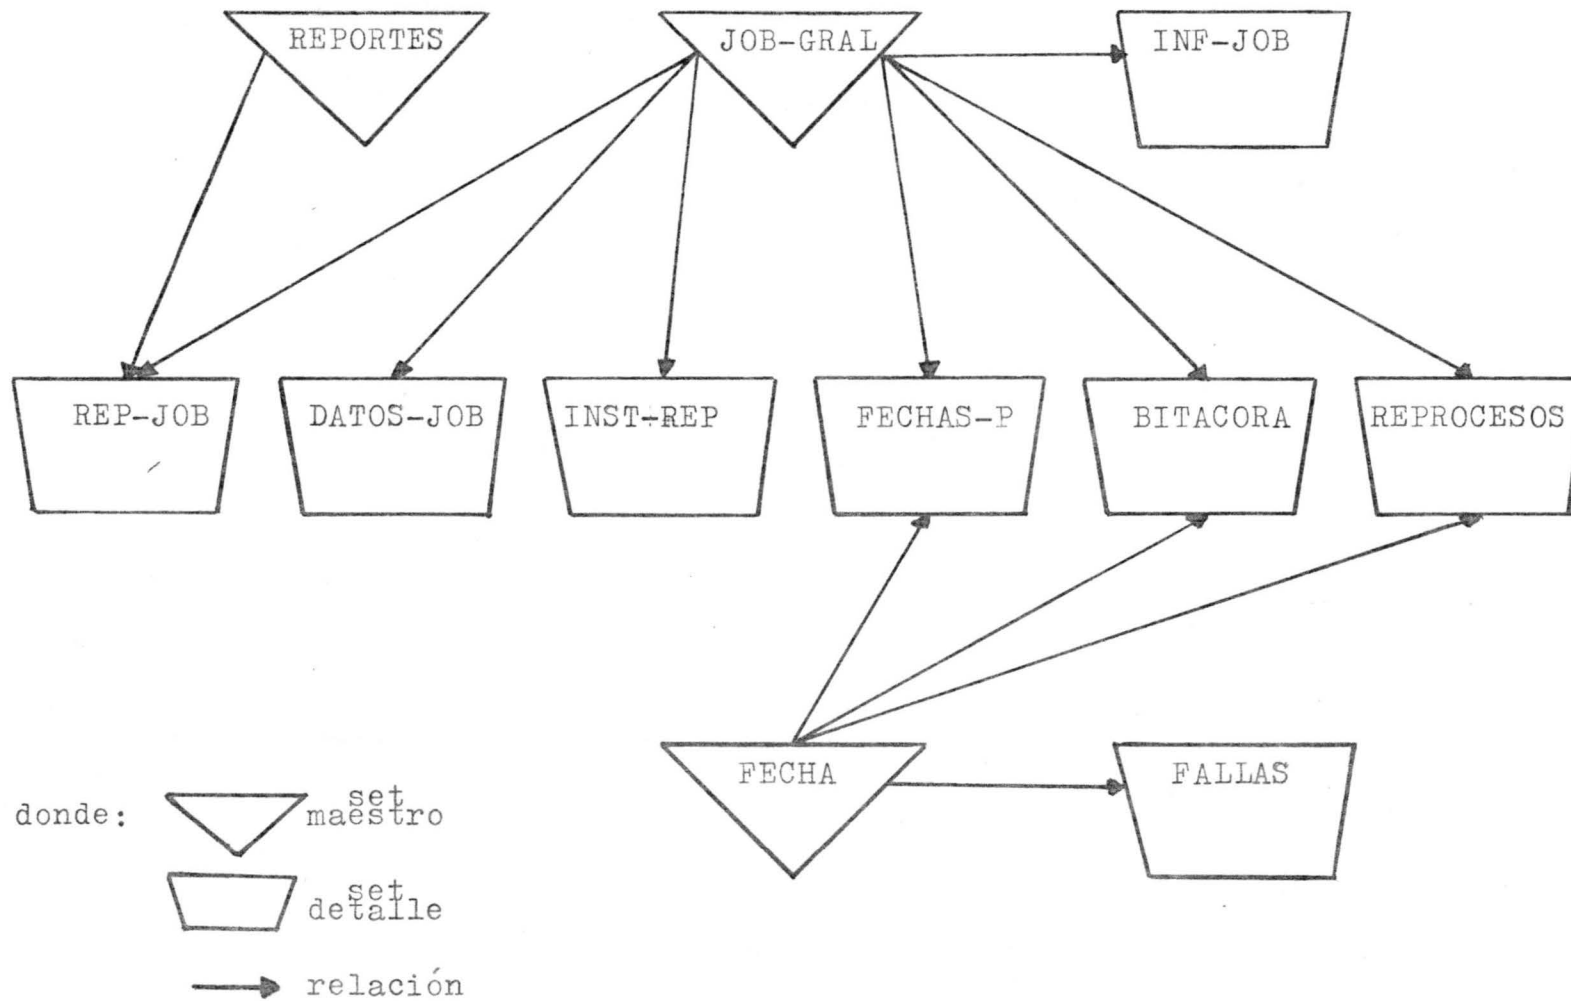 REPORTES
JOB-GRAL
INF-JOB
REP-JOB
DATOS-JOB
INST-REP
FECHAS-P
BITACORA
REPROCESOS
FECHA
FALLAS
donde:
set
maestro
set
detalle
relación